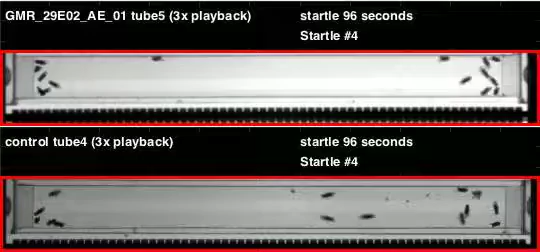 GMR_29E02_AE_01 tube5 (3x playback)
startle 96 seconds
Startle #4
control tube4 (3x playback)
startle 96 seconds
Startle #4